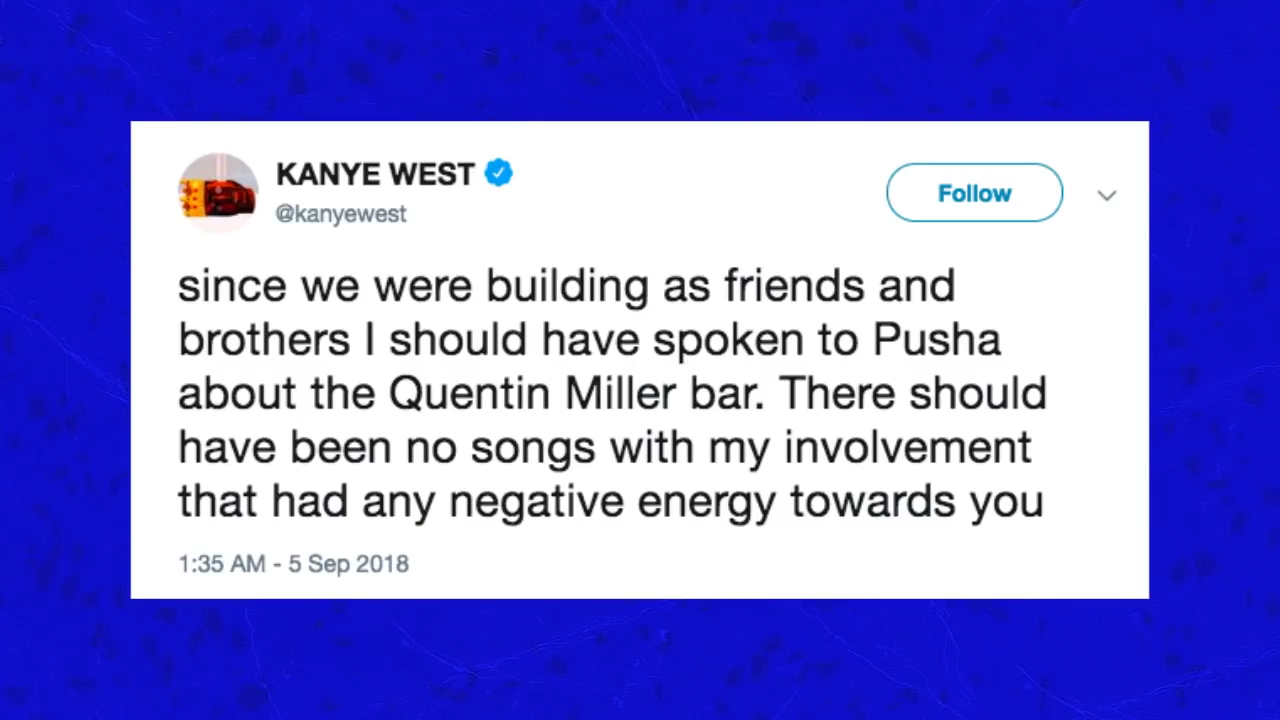 KANYE WEST
@kanyewest
Follow
since we were building as friends and
brothers I should have spoken to Pusha
about the Quentin Miller bar. There should
have been no songs with my involvement
that had any negative energy towards you
1:35 AM - 5 Sep 2018